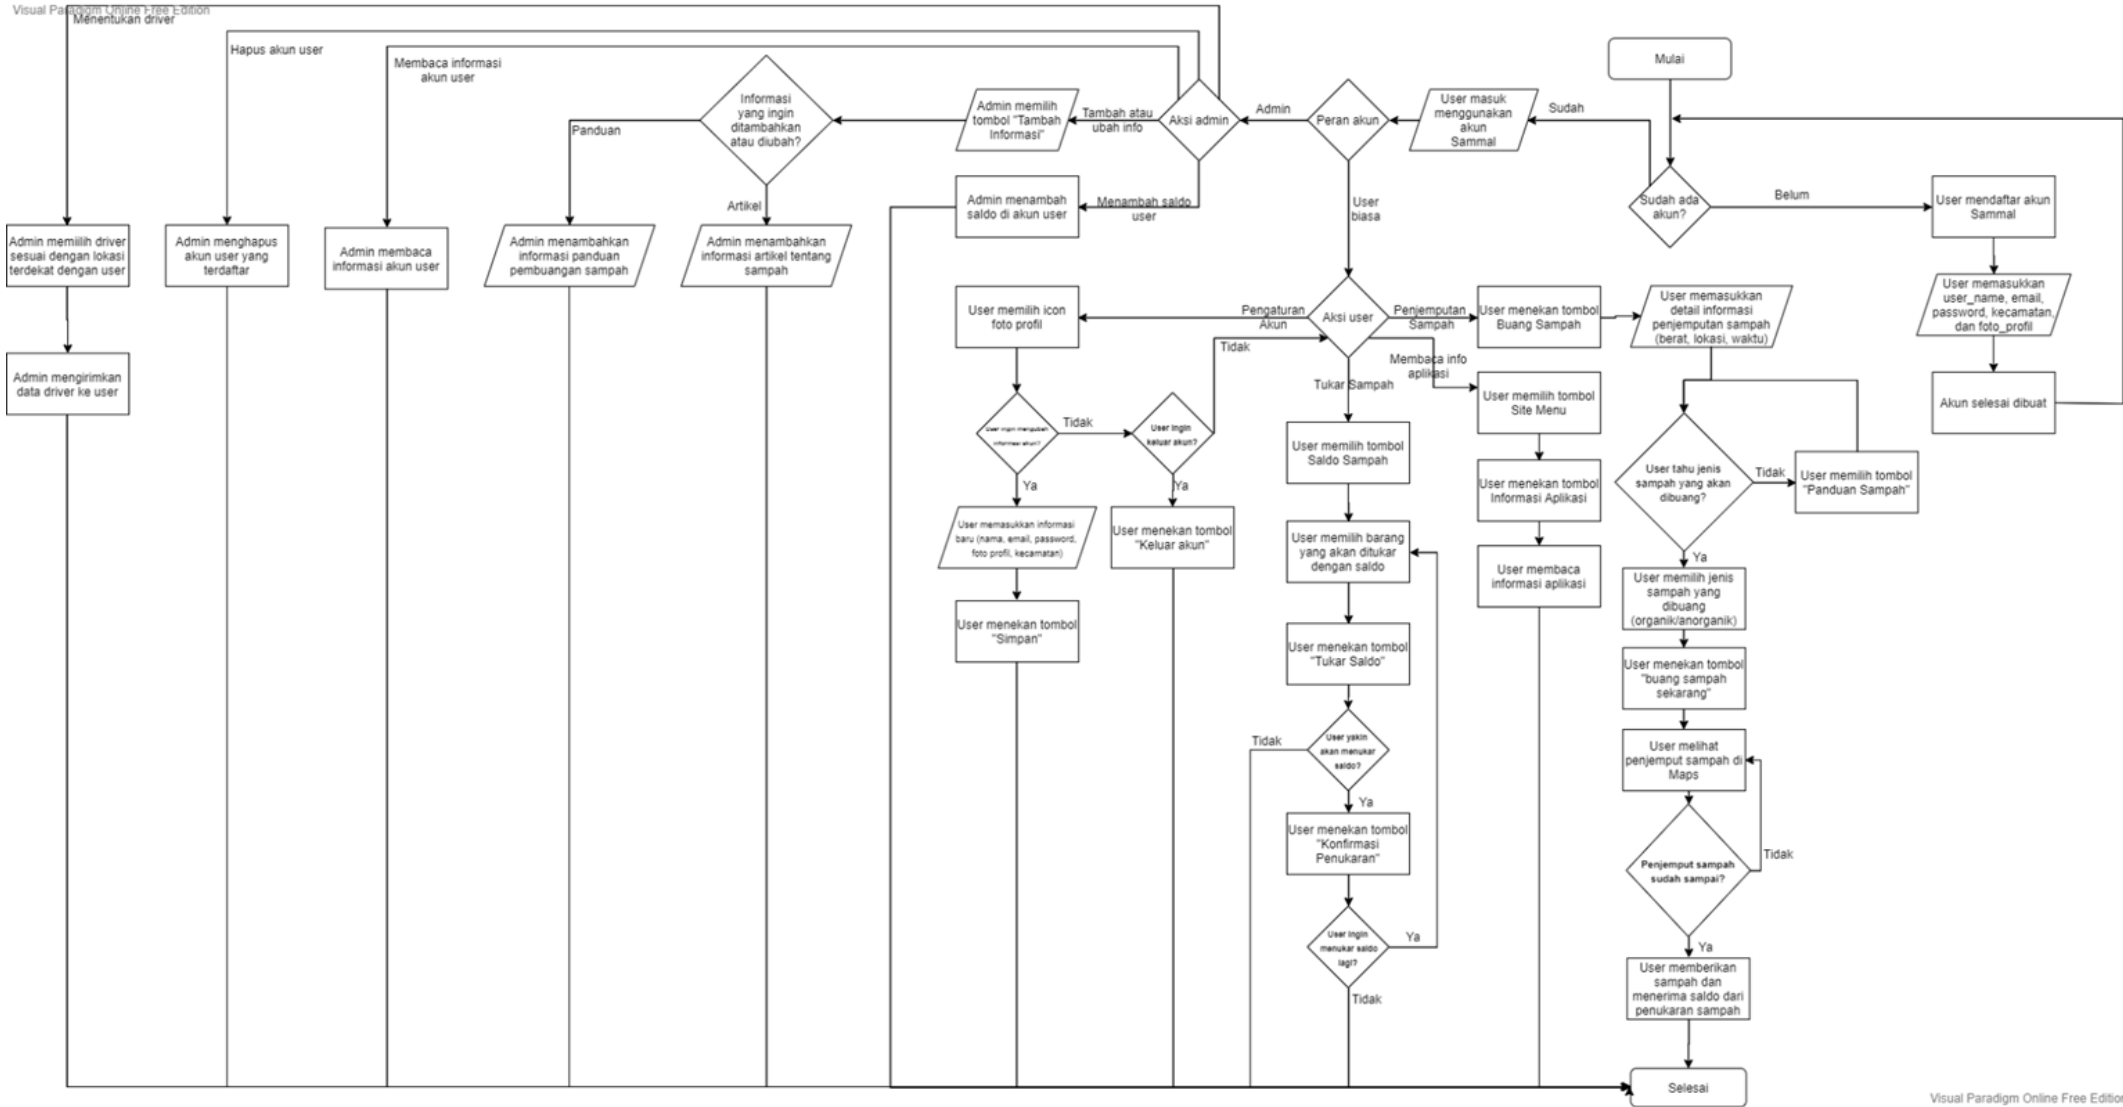 Visual Paradigm Online Free Edition
Menentukan driver
Hapus akun user
Membaca informasi
akun user
Mulai
Informasi
yang ingin
ditambahkan
atau diubah?
Admin memilih
tombol "Tambah
Informasi"
Tambah atau
ubah info
Aksi admin
Admin
Peran akun
User masuk
menggunakan
akun
Sammal
Sudah
Panduan
Artikel
Admin menambah
saldo di akun user
Menambah saldo
user
User
biasa
Sudah ada
akun?
Belum
User mendaftar akun
Sammal
Admin memiilih driver
sesuai dengan lokasi
terdekat dengan user
Admin menghapus
akun user yang
terdaftar
Admin membaca
informasi akun user
Admin menambahkan
informasi panduan
pembuangan sampah
Admin menambahkan
informasi artikel tentang
sampah
User memilih icon
foto profil
Pengaturan
Akun
Aksi user
Penjemputan
Sampah
User menekan tombol
Buang Sampah
User memasukkan
detail informasi
penjemputan sampah
(berat, lokasi, waktu)
User memasukkan
user_name, email,
password, kecamatan,
dan foto_profil
Tidak
Membaca info
aplikasi
Tukar Sampah
Admin mengirimkan
data driver ke user
User memilih tombol
Site Menu
Akun selesai dibuat
User ingin mengubah
informasi akun?
Tidak
User ingin
keluar akun?
User memilih tombol
Saldo Sampah
User tahu jenis
sampah yang akan
dibuang?
Tidak
User memilih tombol
"Panduan Sampah"
Ya
Ya
User menekan tombol
Informasi Aplikasi
User memasukkan informasi
baru (nama, email, password,
foto profil, kecamatan)
User menekan tombol
"Keluar akun"
User memilih barang
yang akan ditukar
dengan saldo
User membaca
informasi aplikasi
Ya
User memilih jenis
sampah yang
dibuang
(organik/anorganik)
User menekan tombol
"Simpan"
User menekan tombol
"Tukar Saldo"
User menekan tombol
"buang sampah
sekarang"
Tidak
User yakin
akan menukar
saldo?
User melihat
penjemput sampah di
Maps
Ya
User menekan tombol
"Konfirmasi
Penukaran"
Penjemput sampah
sudah sampai?
Tidak
User ingin
menukar saldo
lagi?
Ya
Ya
User memberikan
sampah dan
menerima saldo dari
penukaran sampah
Tidak
Selesai
Visual Paradigm Online Free Edition